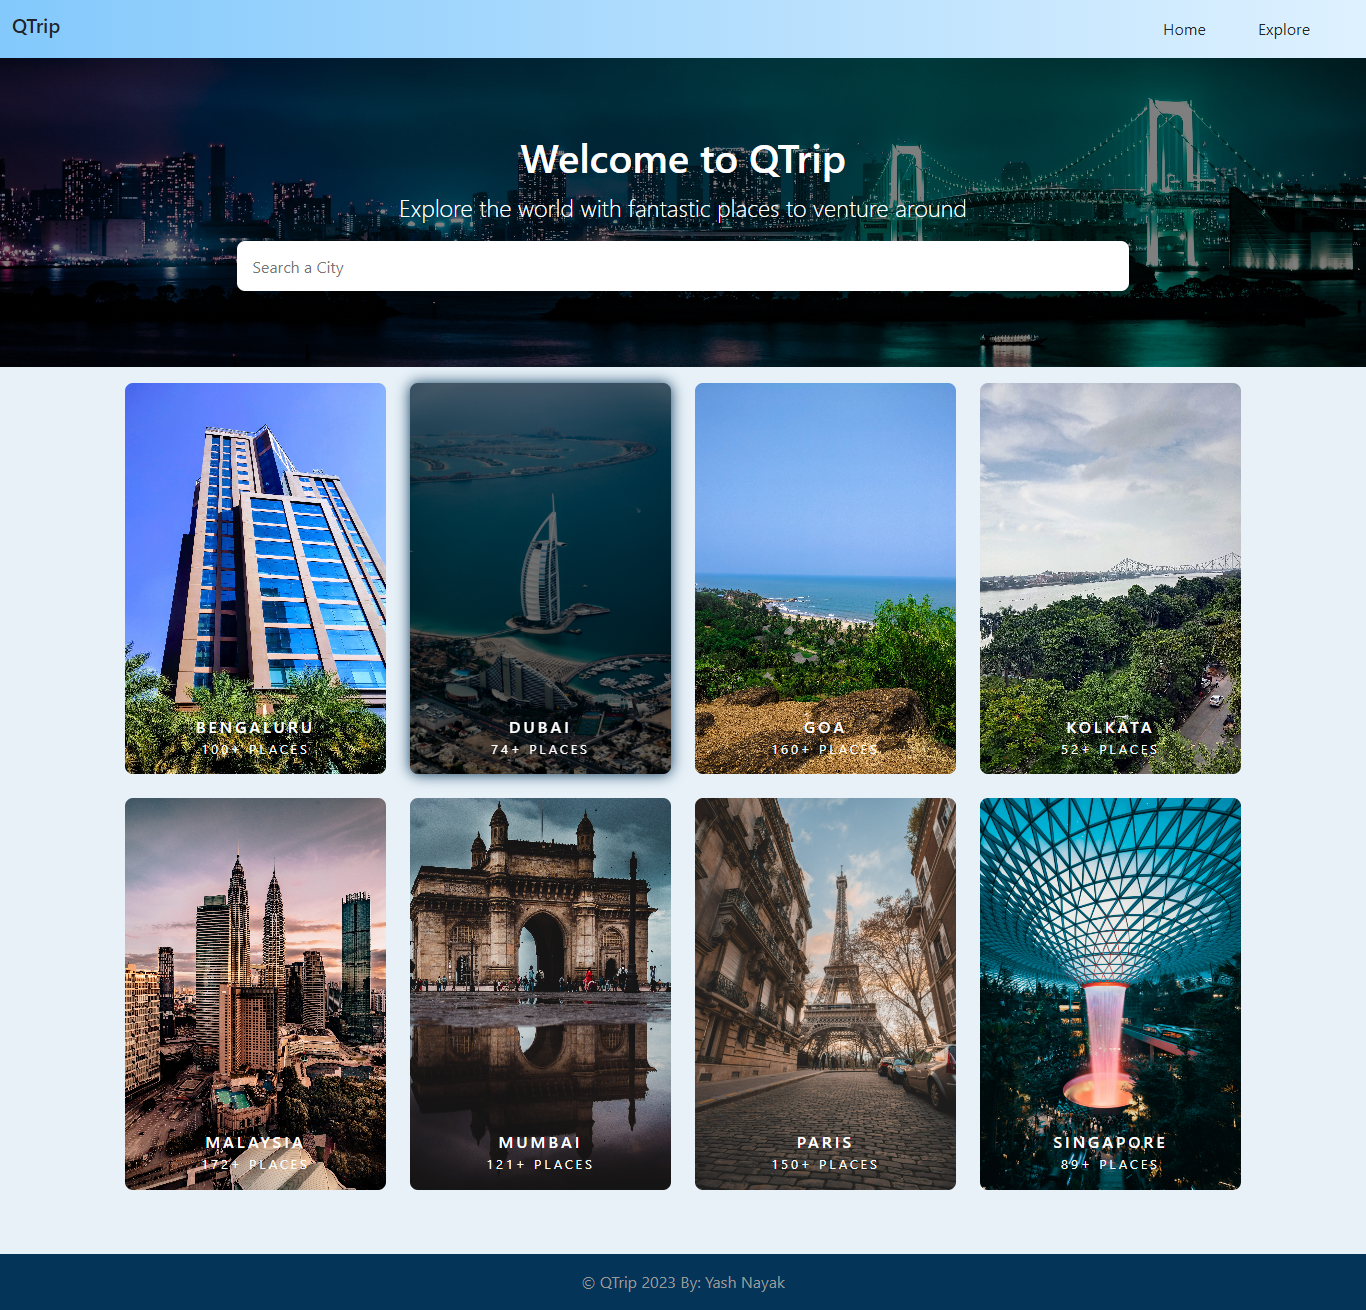 QTrip
Home
Explore
Welcome to QTrip
Explore the world with fantastic places to venture around
Search a City
BENGALURU
100+ PLACES
DUBAI
74+ PLACES
GOA
160+ PLACES
KOLKATA
52+ PLACES
MALAYSIA
172+ PLACES
MUMBAI
121+ PLACES
PARIS
150+ PLACES
SINGAPORE
89+ PLACES
© QTrip 2023 By: Yash Nayak